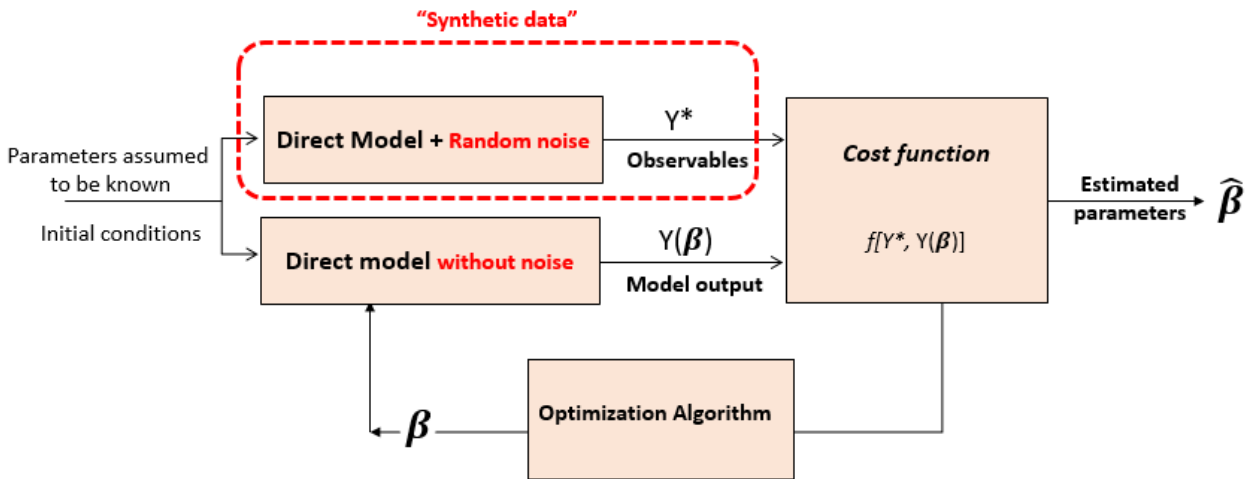 “Synthetic data”
Parameters assumed
to be known
Initial conditions
Direct Model + Random noise
Y*
Observables
Direct model without noise
Y(β)
Model output
Cost function
f[Y*, Y(β)]
Estimated
parameters
β̂
Optimization Algorithm
β